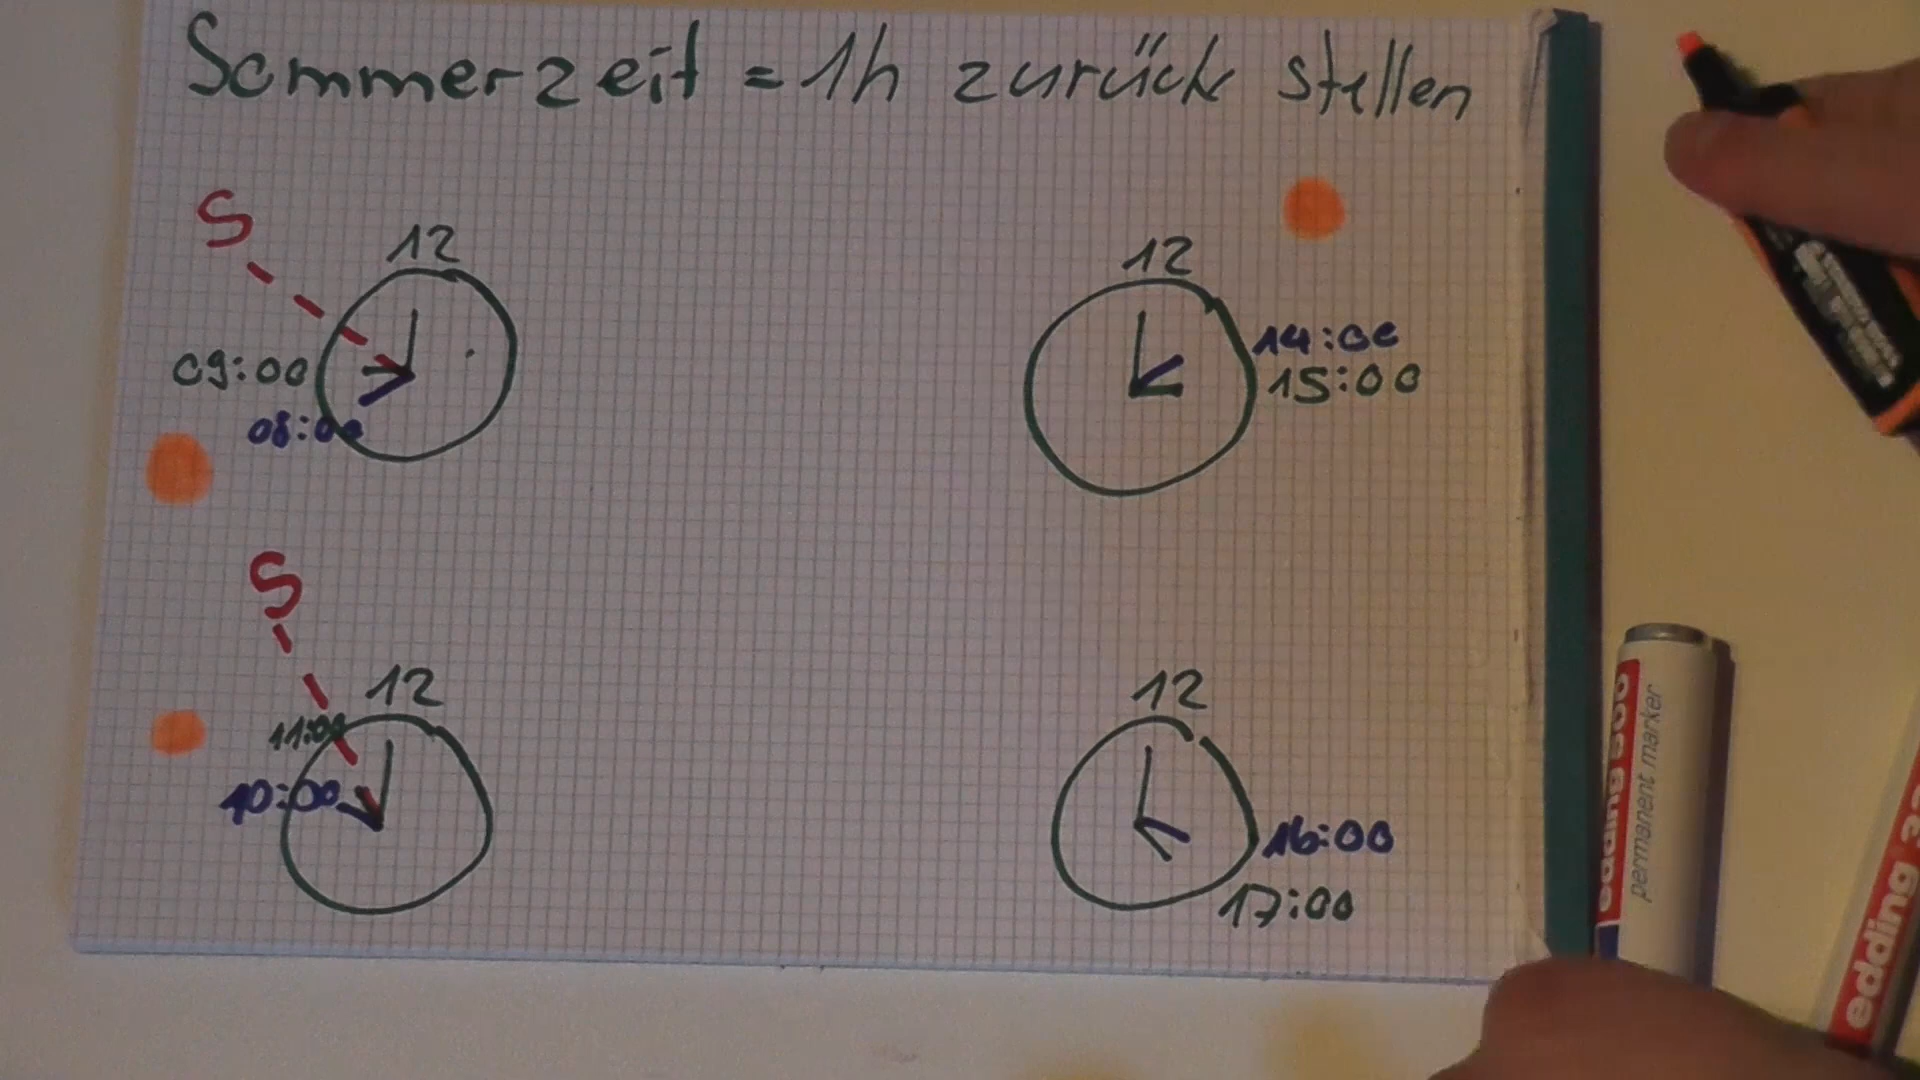 Sommerzeit = 1h zurück stellen
S
12
09:00
08:00
12
14:00
15:00
S
12
11:00
10:00
12
16:00
17:00
edding 500
permanent marker
edding